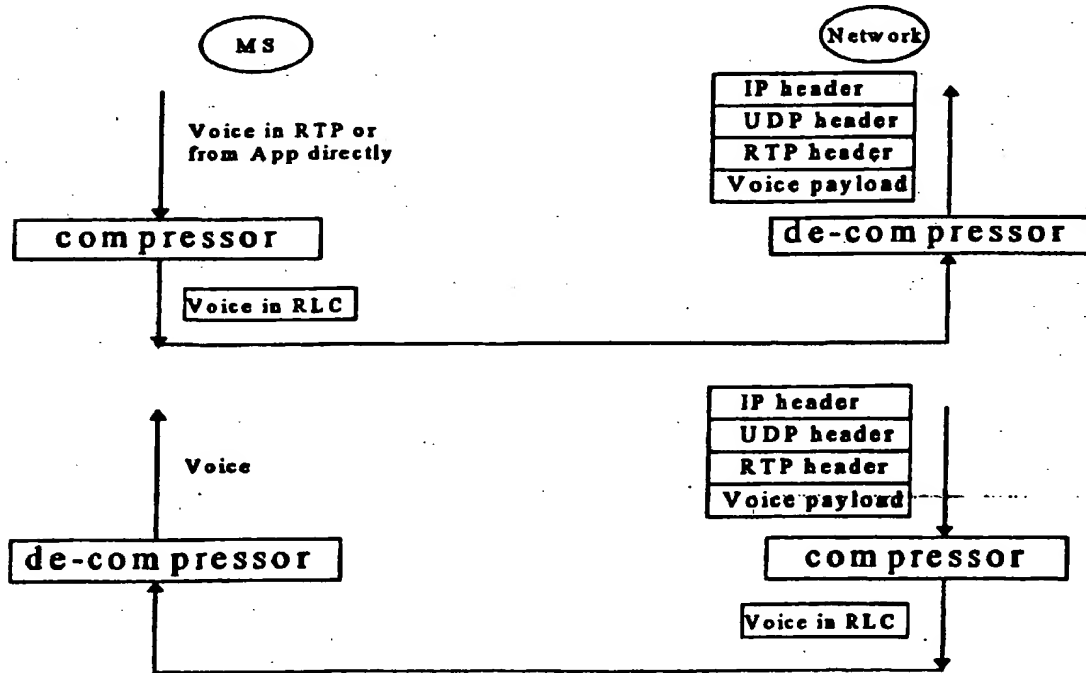 MS
Network
IP header
UDP header
RTP header
Voice payload
Voice in RTP or
from App directly
compressor
de-compressor
Voice in RLC
IP header
UDP header
RTP header
Voice payload
Voice
de-compressor
compressor
Voice in RLC